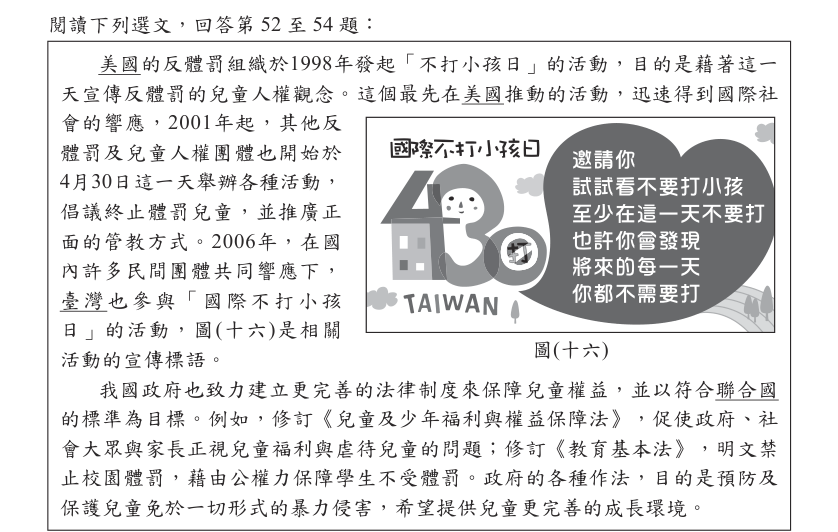 閱讀下列選文，回答第 52 至 54 題：
美國的反體罰組織於1998年發起「不打小孩日」的活動，目的是藉著這一
天宣傳反體罰的兒童人權觀念。這個最先在美國推動的活動，迅速得到國際社
會的響應，2001年起，其他反
體罰及兒童人權團體也開始於
4月30日這一天舉辦各種活動，
倡議終止體罰兒童，並推廣正
面的管教方式。2006年，在國
內許多民間團體共同響應下，
臺灣也參與「國際不打小孩
日」的活動，圖(十六)是相關
活動的宣傳標語。
國際不打小孩日
430
打
TAIWAN
邀請你
試試看不要打小孩
至少在這一天不要打
也許你會發現
將來的每一天
你都不需要打
圖(十六)
我國政府也致力建立更完善的法律制度來保障兒童權益，並以符合聯合國
的標準為目標。例如，修訂《兒童及少年福利與權益保障法》，促使政府、社
會大眾與家長正視兒童福利與虐待兒童的問題；修訂《教育基本法》，明文禁
止校園體罰，藉由公權力保障學生不受體罰。政府的各種作法，目的是預防及
保護兒童免於一切形式的暴力侵害，希望提供兒童更完善的成長環境。